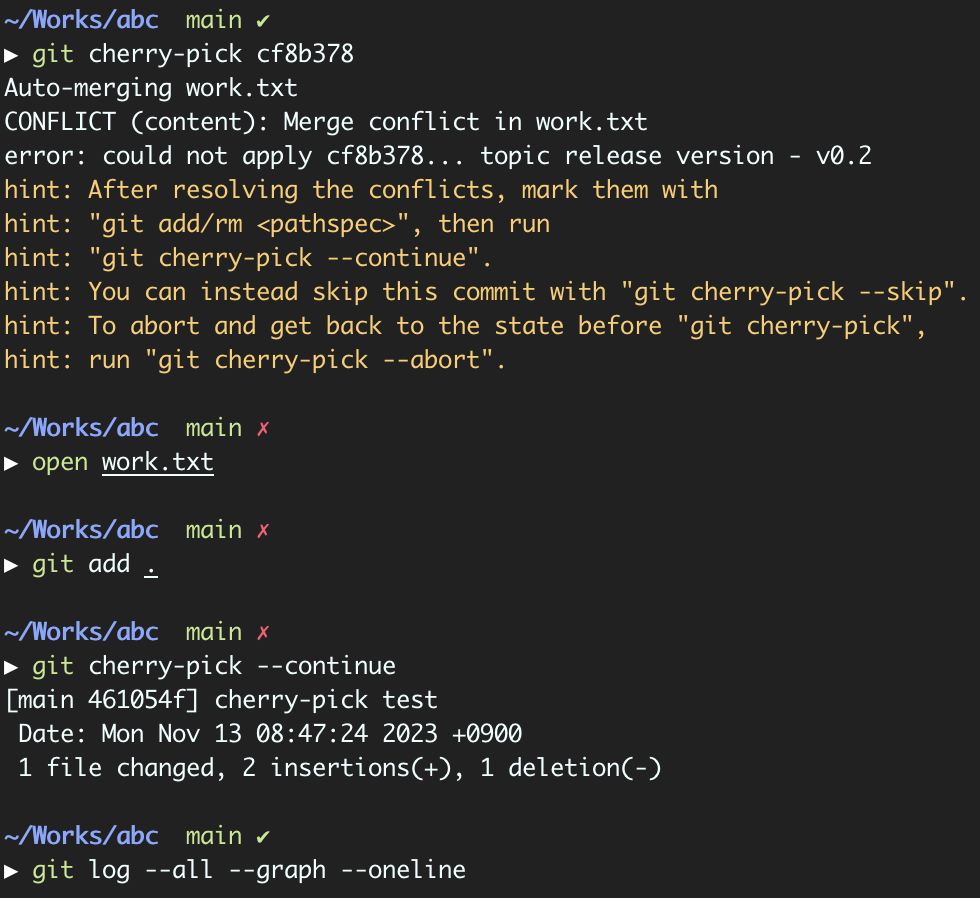 ~/Works/abc  main ✔
▶ git cherry-pick cf8b378
Auto-merging work.txt
CONFLICT (content): Merge conflict in work.txt
error: could not apply cf8b378... topic release version - v0.2
hint: After resolving the conflicts, mark them with
hint: "git add/rm <pathspec>", then run
hint: "git cherry-pick --continue".
hint: You can instead skip this commit with "git cherry-pick --skip".
hint: To abort and get back to the state before "git cherry-pick",
hint: run "git cherry-pick --abort".
~/Works/abc  main ✗
▶ open work.txt
~/Works/abc  main ✗
▶ git add .
~/Works/abc  main ✗
▶ git cherry-pick --continue
[main 461054f] cherry-pick test
 Date: Mon Nov 13 08:47:24 2023 +0900
 1 file changed, 2 insertions(+), 1 deletion(-)
~/Works/abc  main ✔
▶ git log --all --graph --oneline